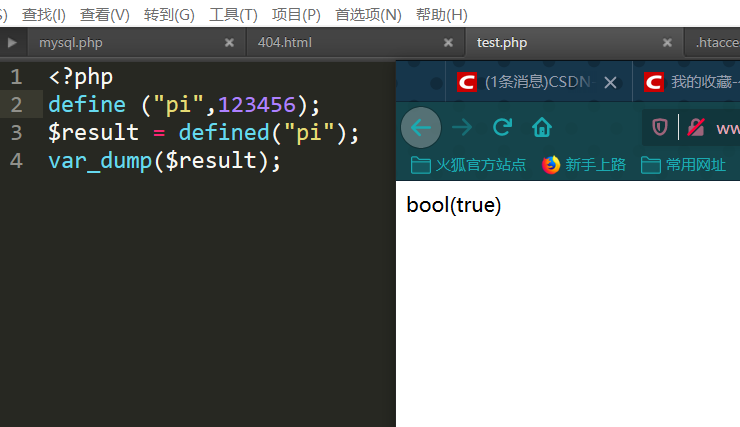 S) 查找(I) 查看(V) 转到(G) 工具(T) 项目(P) 首选项(N) 帮助(H)
mysql.php × 404.html × test.php × .htacce
1 <?php
2 define ("pi",123456);
3 $result = defined("pi");
4 var_dump($result);
(1条消息)CSDN- × 我的收藏-
ww
火狐官方站点 新手上路 常用网址
bool(true)